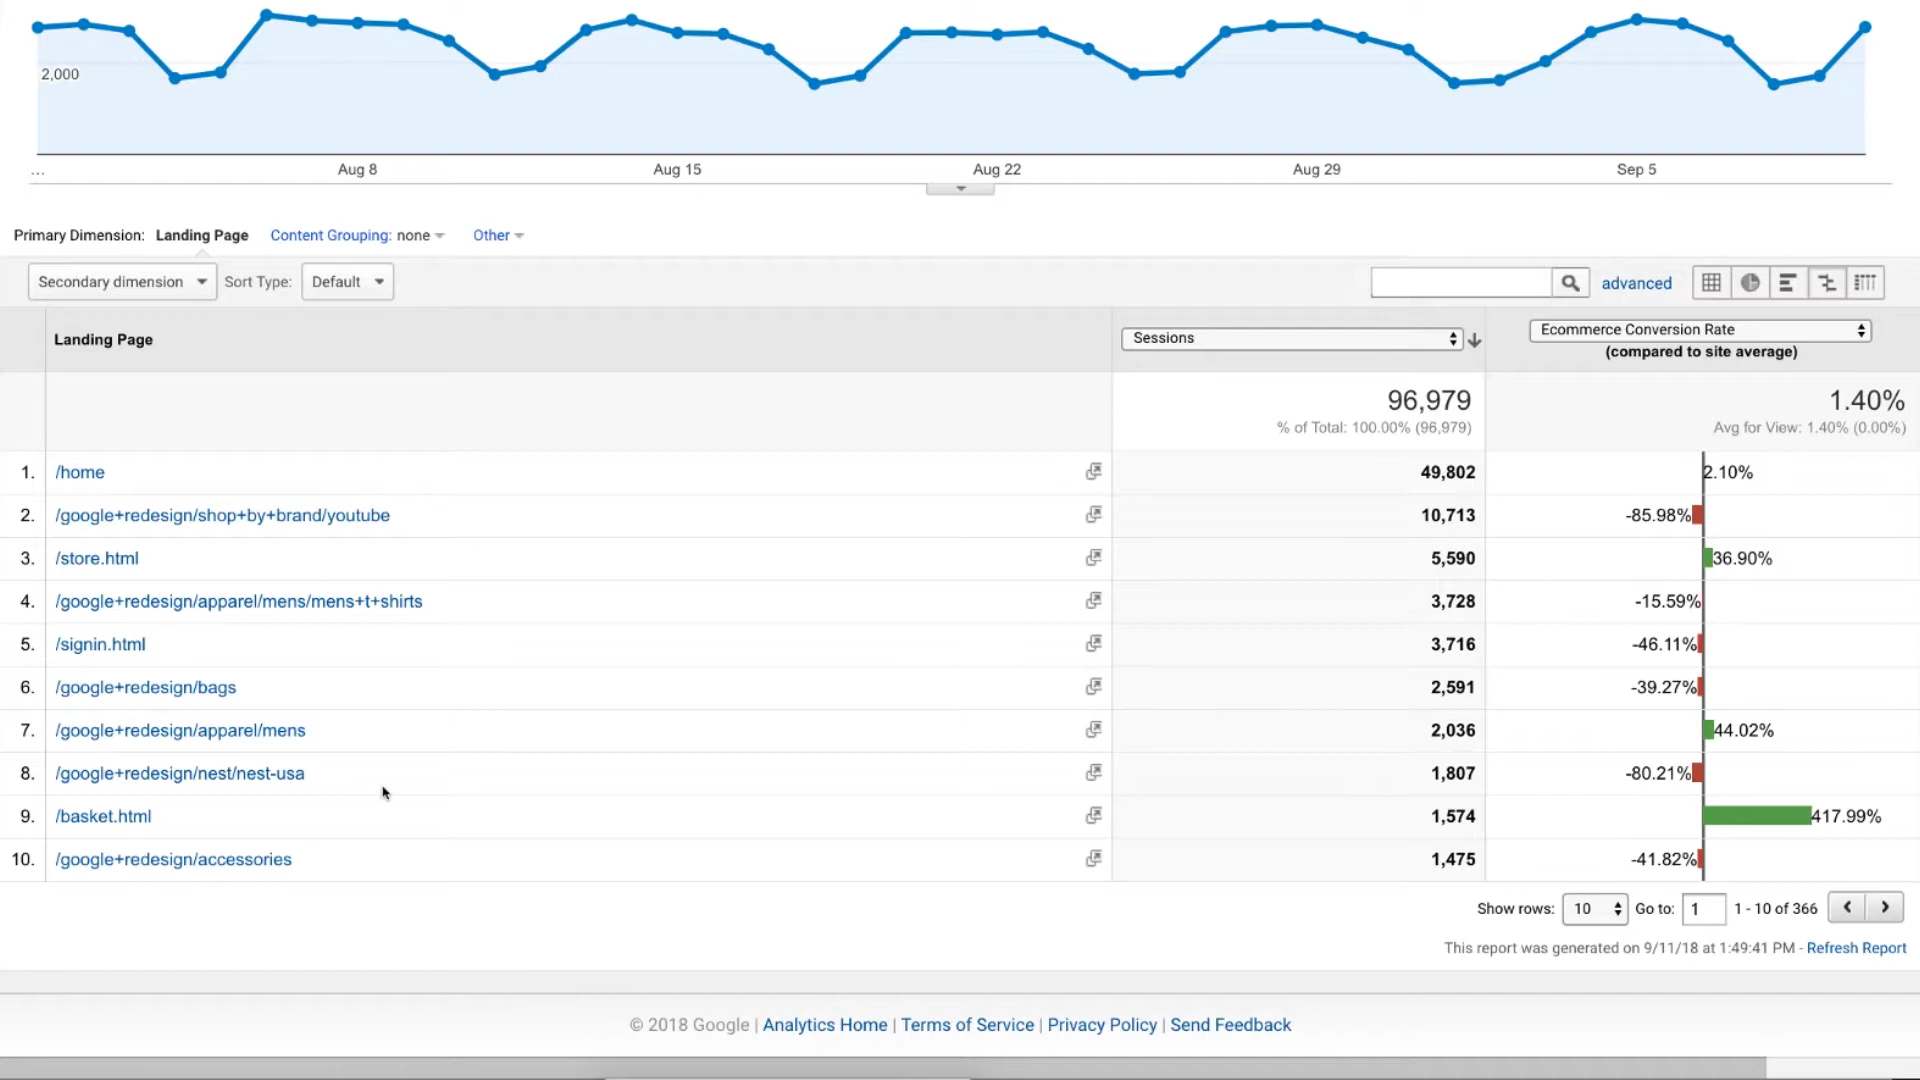 2,000
...
Aug 8
Aug 15
Aug 22
Aug 29
Sep 5
Primary Dimension: Landing Page Content Grouping: none Other
Secondary dimension Sort Type: Default advanced
Landing Page Sessions Ecommerce Conversion Rate
(compared to site average)
96,979 1.40%
% of Total: 100.00% (96,979) Avg for View: 1.40% (0.00%)
1. /home 49,802 2.10%
2. /google+redesign/shop+by+brand/youtube 10,713 -85.98%
3. /store.html 5,590 36.90%
4. /google+redesign/apparel/mens/mens+t+shirts 3,728 -15.59%
5. /signin.html 3,716 -46.11%
6. /google+redesign/bags 2,591 -39.27%
7. /google+redesign/apparel/mens 2,036 44.02%
8. /google+redesign/nest/nest-usa 1,807 -80.21%
9. /basket.html 1,574 417.99%
10. /google+redesign/accessories 1,475 -41.82%
Show rows: 10 Go to: 1 1 - 10 of 366
This report was generated on 9/11/18 at 1:49:41 PM - Refresh Report
© 2018 Google | Analytics Home | Terms of Service | Privacy Policy | Send Feedback